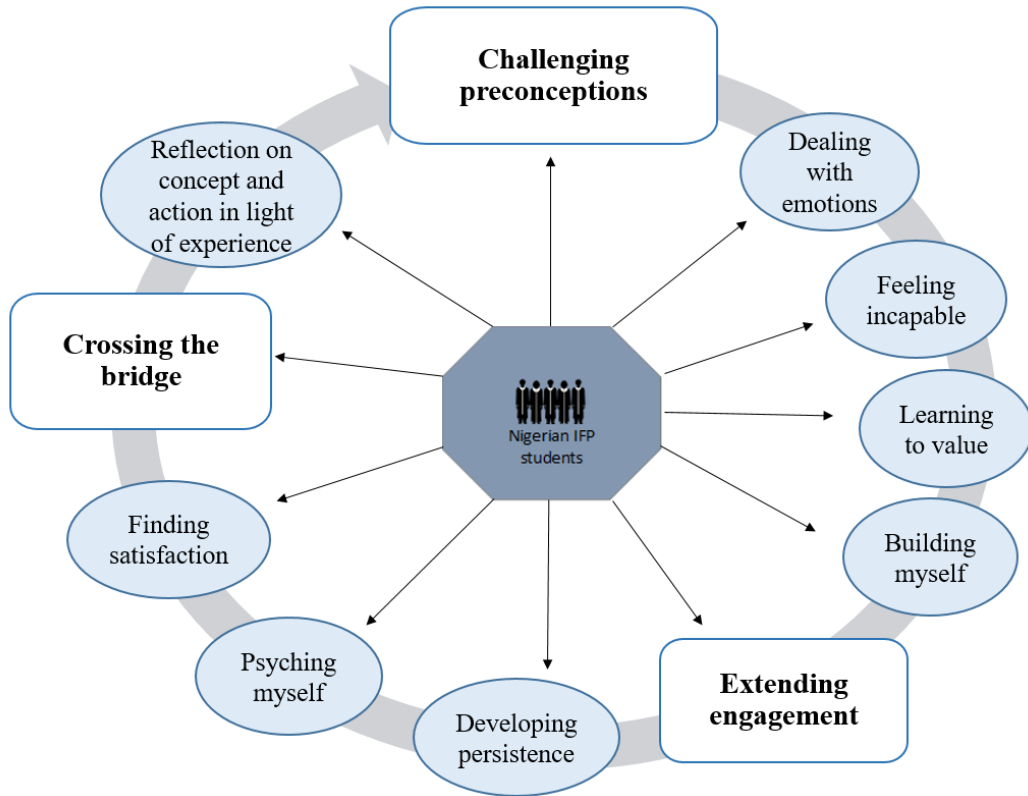 Challenging
preconceptions
Dealing
with
emotions
Feeling
incapable
Learning
to value
Building
myself
Extending
engagement
Developing
persistence
Psyching
myself
Finding
satisfaction
Crossing the
bridge
Reflection on
concept and
action in light
of experience
Nigerian IFP
students